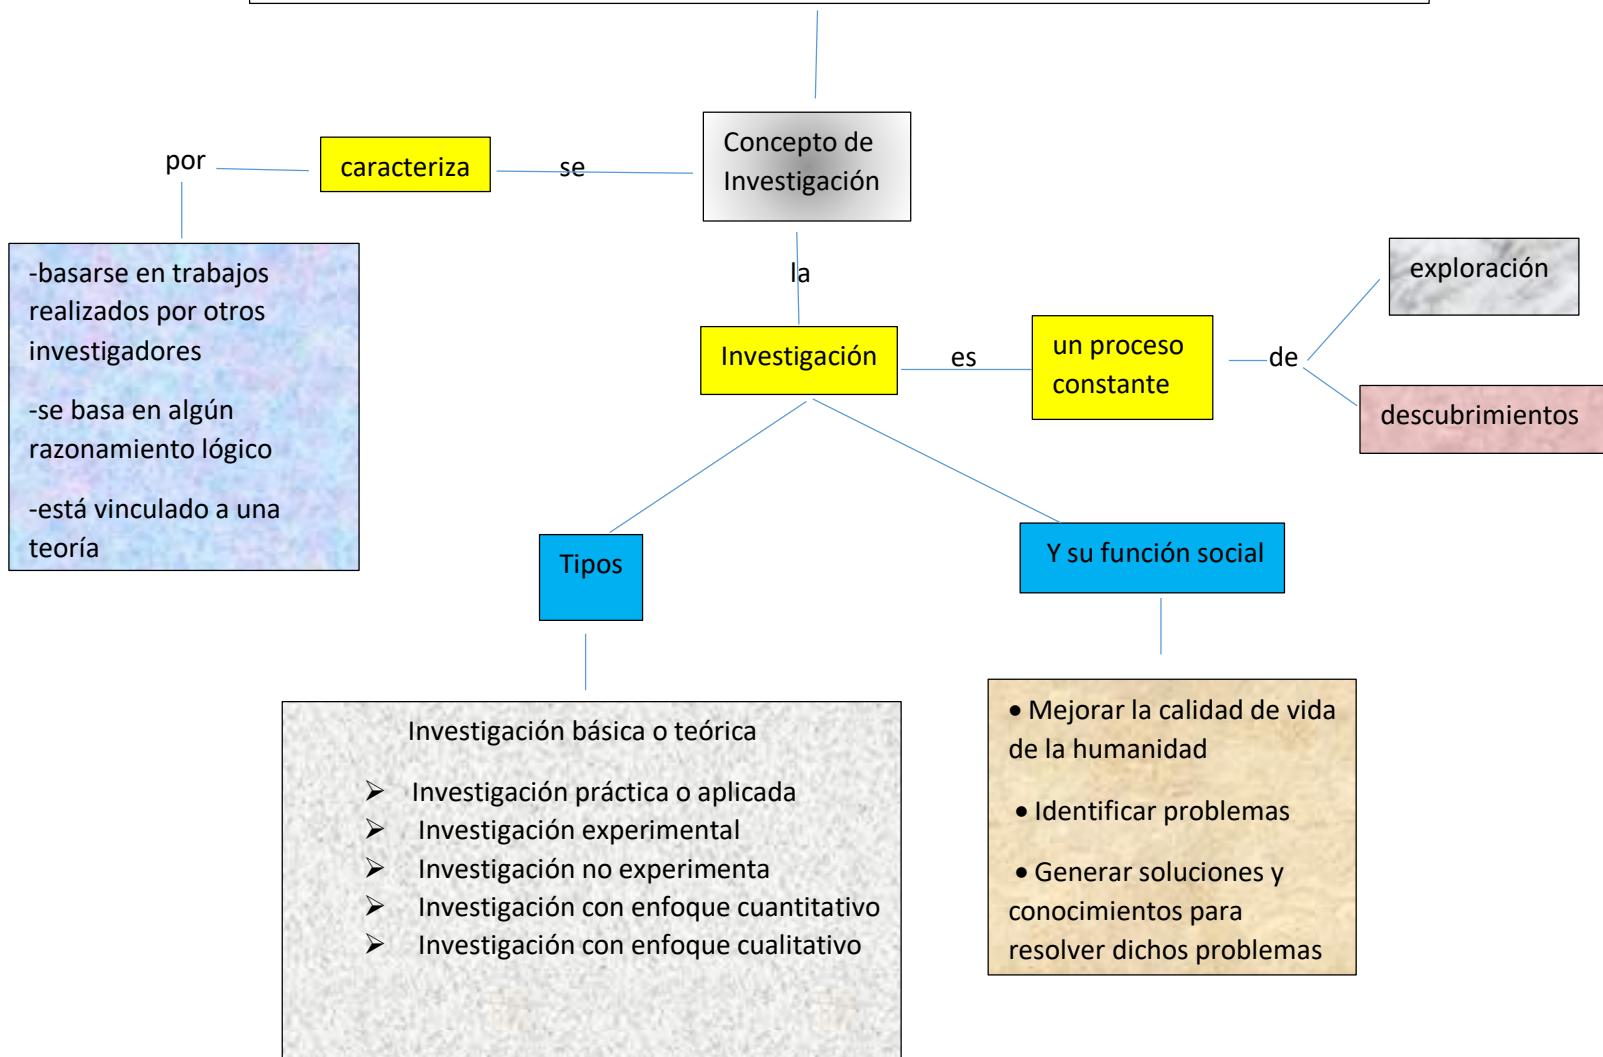 Concepto de
Investigación
se
caracteriza
por
-basarse en trabajos
realizados por otros
investigadores
-se basa en algún
razonamiento lógico
-está vinculado a una
teoría
la
Investigación
es
un proceso
constante
de
exploración
descubrimientos
Tipos
Investigación básica o teórica
➢ Investigación práctica o aplicada
➢ Investigación experimental
➢ Investigación no experimenta
➢ Investigación con enfoque cuantitativo
➢ Investigación con enfoque cualitativo
Y su función social
• Mejorar la calidad de vida
de la humanidad
• Identificar problemas
• Generar soluciones y
conocimientos para
resolver dichos problemas